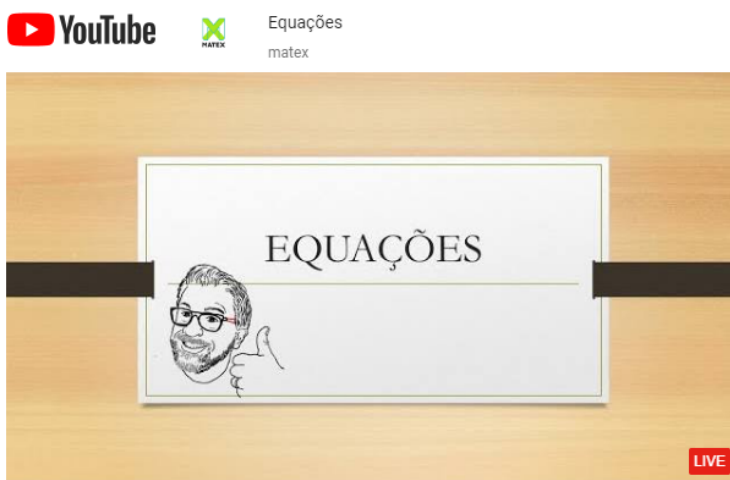 YouTube
MATEX
Equações
matex
EQUAÇÕES
LIVE